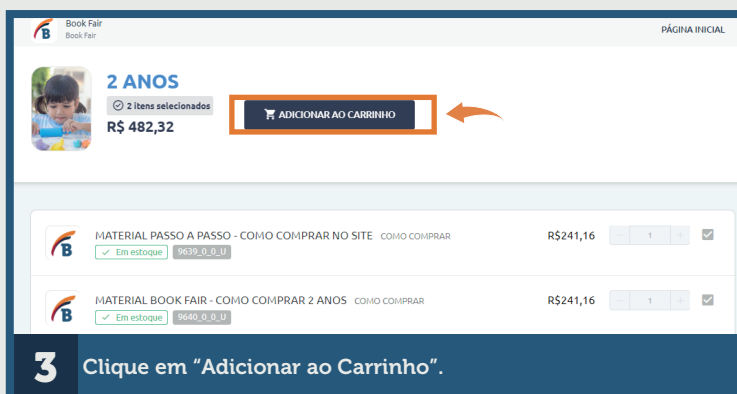 B
Book Fair
Book Fair
PÁGINA INICIAL
2 ANOS
2 itens selecionados
R$ 482,32
ADICIONAR AO CARRINHO
B
MATERIAL PASSO A PASSO - COMO COMPRAR NO SITE COMO COMPRAR R$241,16 - 1 +
Em estoque 9639_0_0_U
B
MATERIAL BOOK FAIR - COMO COMPRAR 2 ANOS COMO COMPRAR R$241,16 - 1 +
Em estoque 9640_0_0_U
3 Clique em “Adicionar ao Carrinho”.